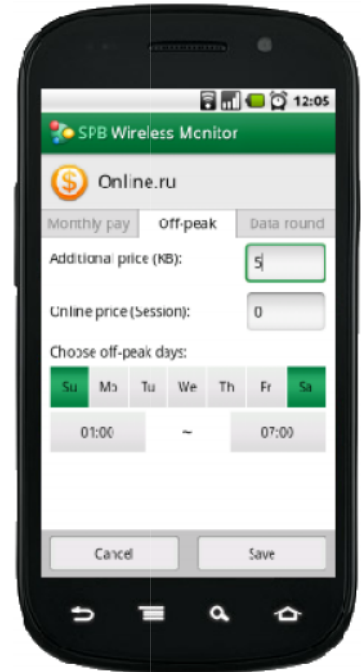 12:05
SPB Wireless Monitor
Online.ru
Monthly pay Off-peak Data round
Additional price (KB): 5
Online price (Session): 0
Choose off-peak days:
Su Mo Tu We Th Fr Sa
01:00 ~ 07:00
Cancel Save